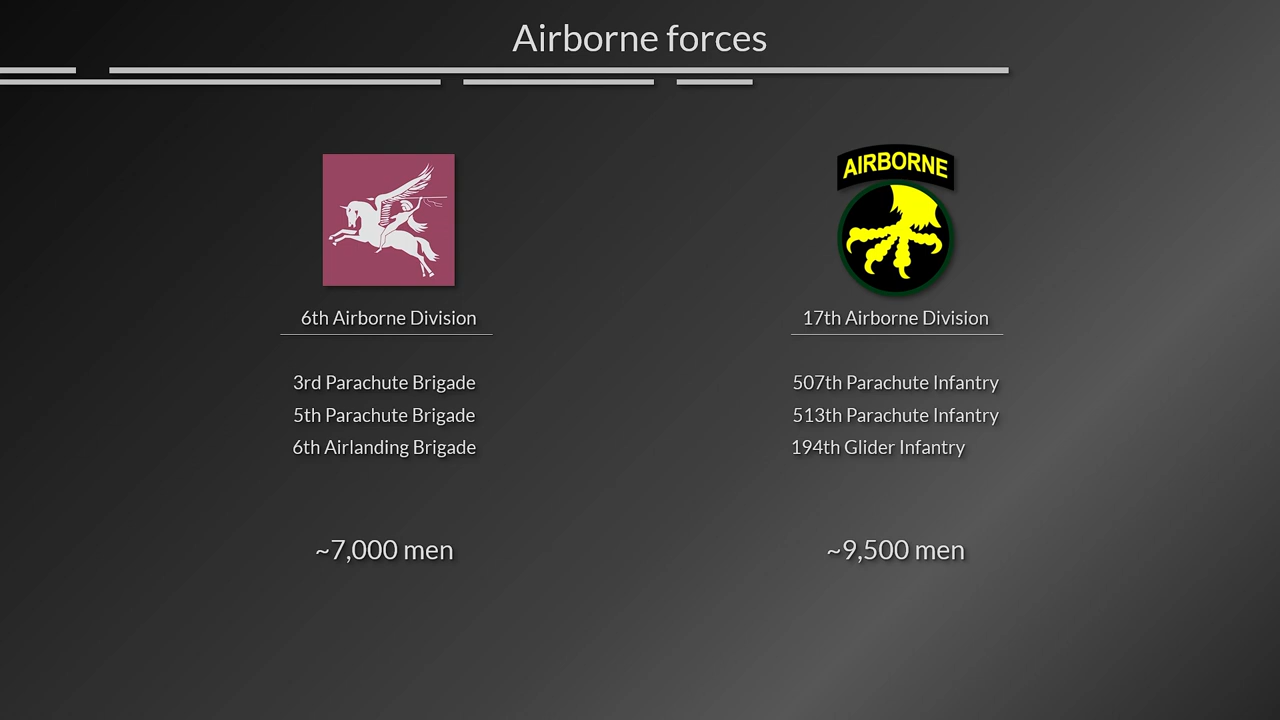 Airborne forces
AIRBORNE
6th Airborne Division
3rd Parachute Brigade
5th Parachute Brigade
6th Airlanding Brigade
~7,000 men
17th Airborne Division
507th Parachute Infantry
513th Parachute Infantry
194th Glider Infantry
~9,500 men